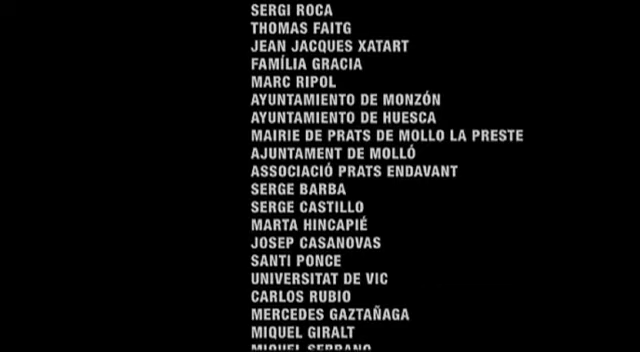 SERGI ROCA
THOMAS FAITG
JEAN JACQUES XATART
FAMÍLIA GRACIA
MARC RIPOL
AYUNTAMIENTO DE MONZÓN
AYUNTAMIENTO DE HUESCA
MAIRIE DE PRATS DE MOLLO LA PRESTE
AJUNTAMENT DE MOLLÓ
ASSOCIACIÓ PRATS ENDAVANT
SERGE BARBA
SERGE CASTILLO
MARTA HINCAPIÉ
JOSEP CASANOVAS
SANTI PONCE
UNIVERSITAT DE VIC
CARLOS RUBIO
MERCEDES GAZTAÑAGA
MIQUEL GIRALT
MIQUEL SERRANO